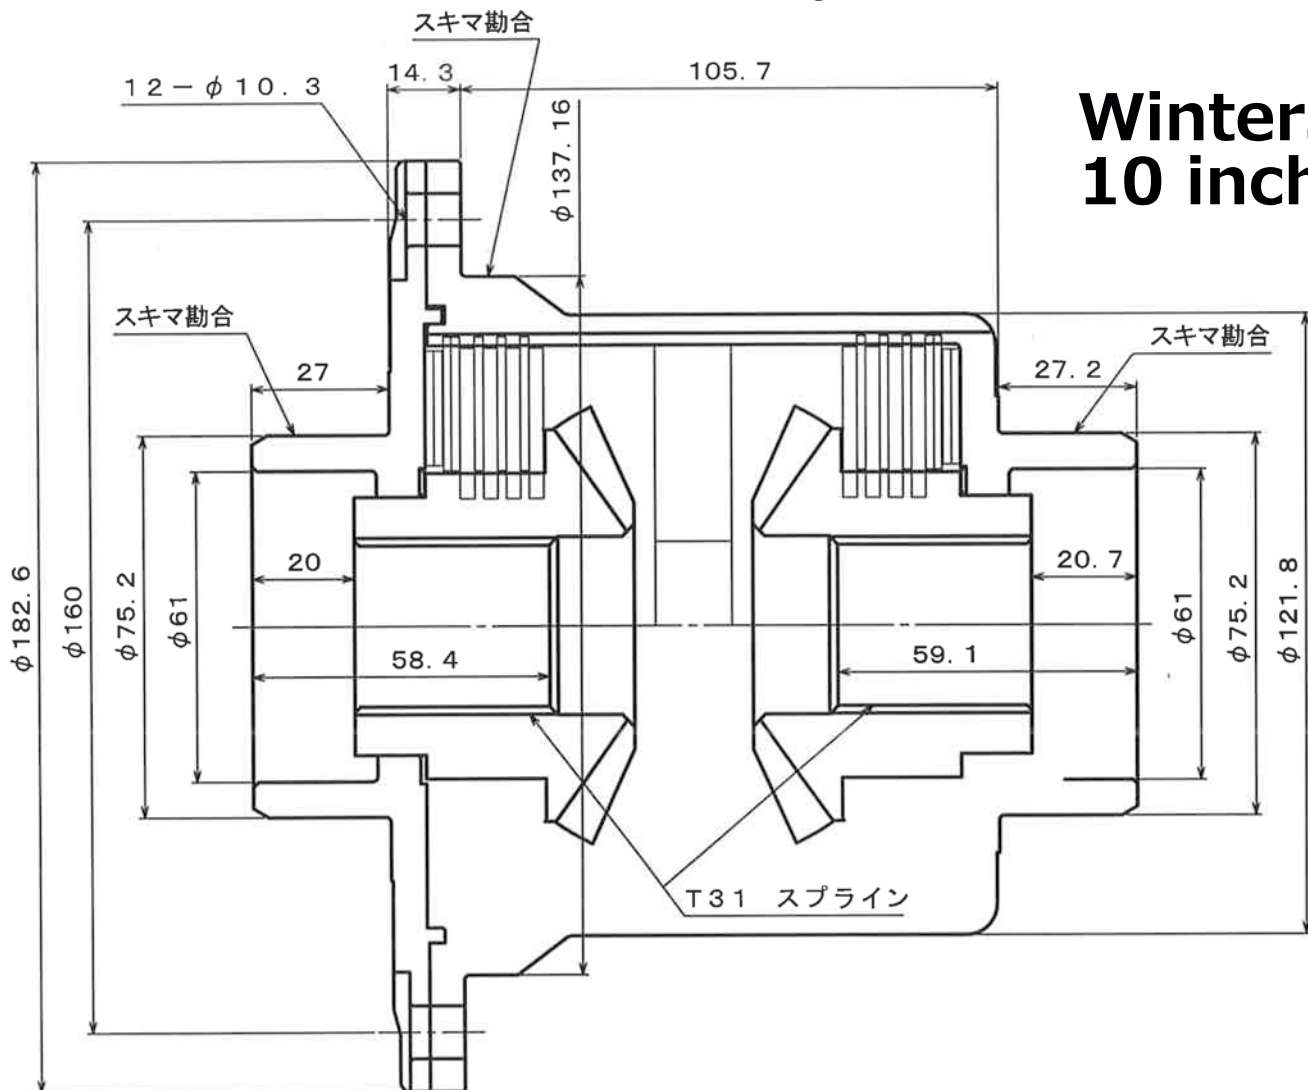 スキマ勘合
14.3
105.7
12-φ10.3
φ137.16
10 inch
スキマ勘合
スキマ勘合
27
27.2
20
20.7
φ182.6
φ160
φ75.2
φ61
φ61
φ75.2
φ121.8
58.4
59.1
T31 スプライン